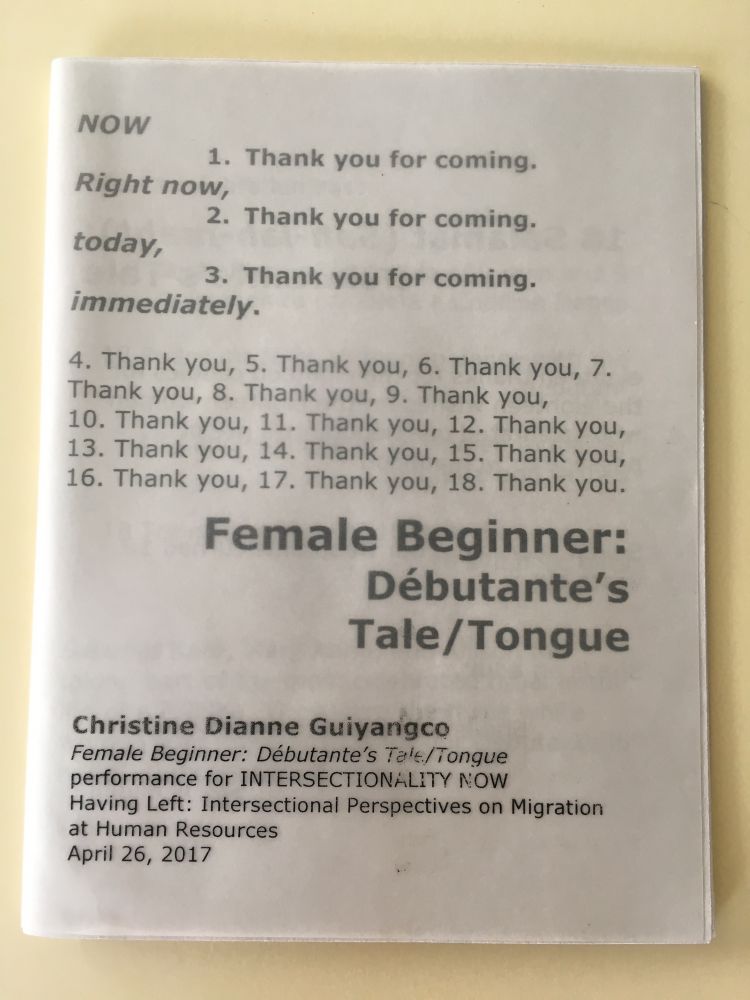 NOW
1. Thank you for coming.
Right now,
2. Thank you for coming.
today,
3. Thank you for coming.
immediately.
4. Thank you, 5. Thank you, 6. Thank you, 7.
Thank you, 8. Thank you, 9. Thank you,
10. Thank you, 11. Thank you, 12. Thank you,
13. Thank you, 14. Thank you, 15. Thank you,
16. Thank you, 17. Thank you, 18. Thank you.
Female Beginner:
Débutante’s
Tale/Tongue
Christine Dianne Guiyangco
Female Beginner: Débutante’s Tale/Tongue
performance for INTERSECTIONALITY NOW
Having Left: Intersectional Perspectives on Migration
at Human Resources
April 26, 2017